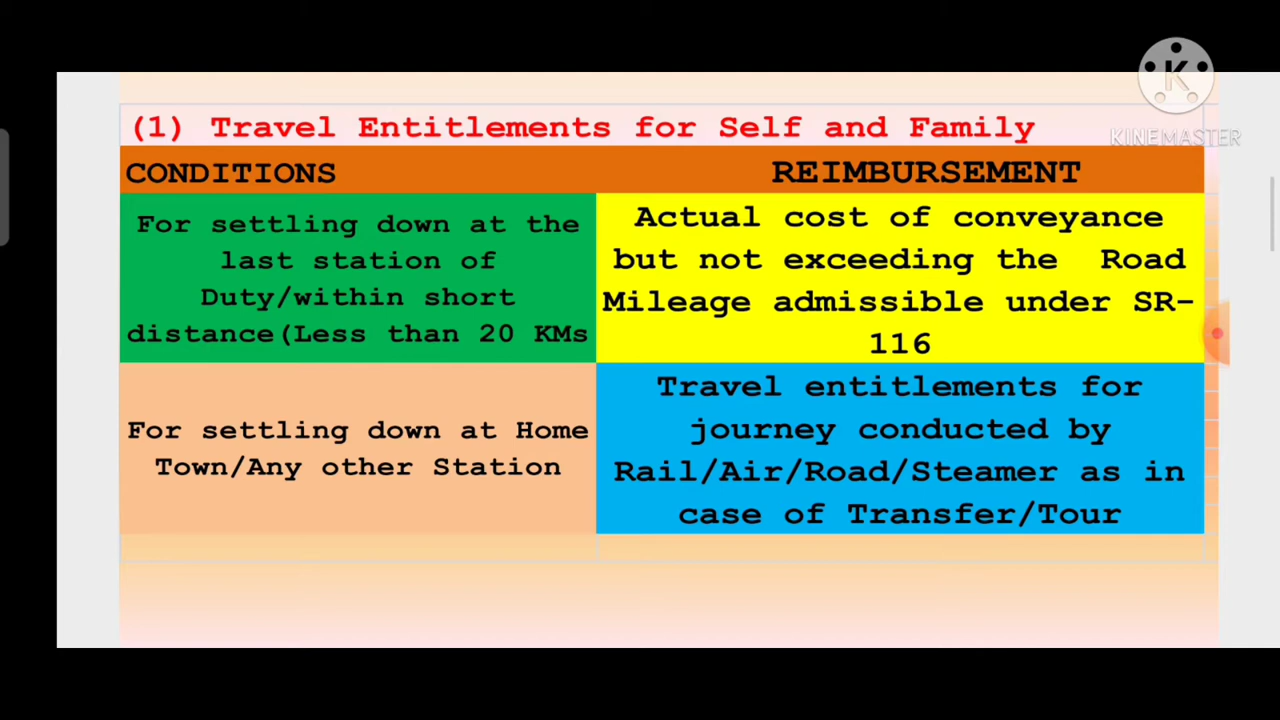 K
KINEMASTER
(1) Travel Entitlements for Self and Family
CONDITIONS
REIMBURSEMENT
For settling down at the
last station of
Duty/within short
distance(Less than 20 KMs
Actual cost of conveyance
but not exceeding the Road
Mileage admissible under SR-
116
For settling down at Home
Town/Any other Station
Travel entitlements for
journey conducted by
Rail/Air/Road/Steamer as in
case of Transfer/Tour